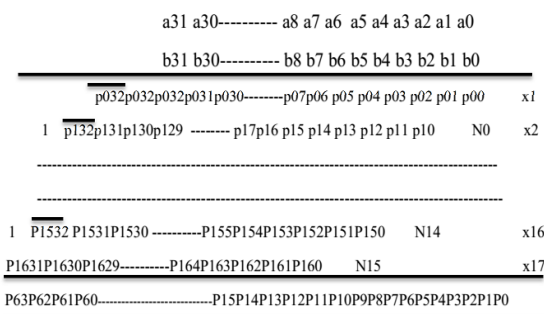 a31 a30---------- a8 a7 a6 a5 a4 a3 a2 a1 a0
b31 b30---------- b8 b7 b6 b5 b4 b3 b2 b1 b0
p032p032p032p031p030--------p07p06 p05 p04 p03 p02 p01 p00 x1
1 p132p131p130p129 -------- p17p16 p15 p14 p13 p12 p11 p10 N0 x2
1 P1532 P1531P1530 ----------P155P154P153P152P151P150 N14 x16
P1631P1630P1629----------P164P163P162P161P160 N15 x17
P63P62P61P60----------------------------P15P14P13P12P11P10P9P8P7P6P5P4P3P2P1P0